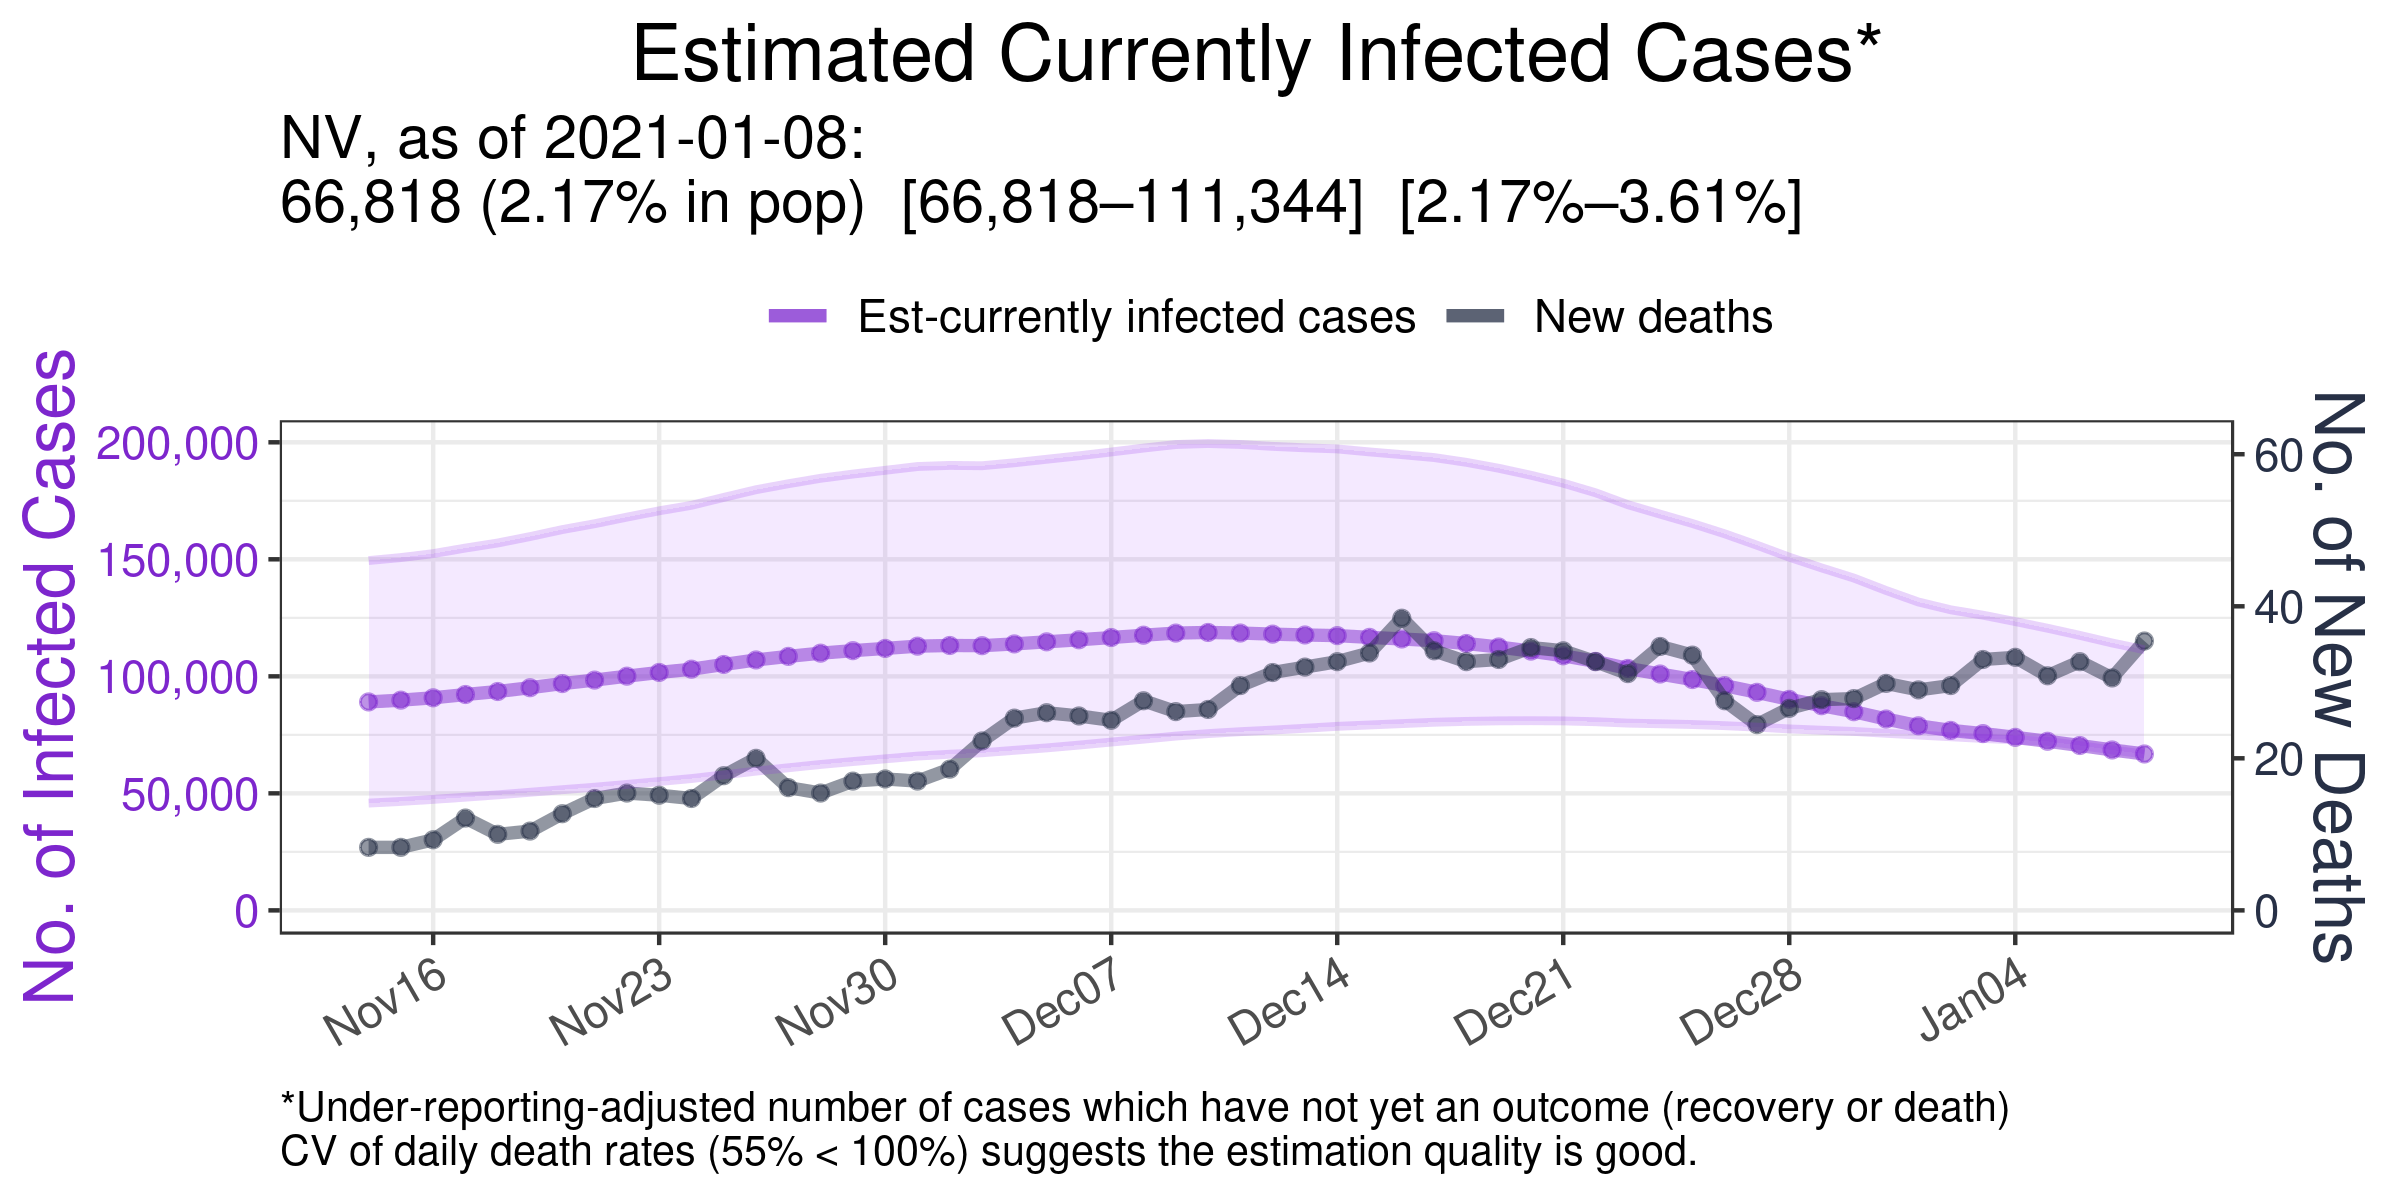 Estimated Currently Infected Cases*
NV, as of 2021-01-08:
66,818 (2.17% in pop)  [66,818–111,344]  [2.17%–3.61%]
Est-currently infected cases
New deaths
No. of Infected Cases
200,000
150,000
100,000
50,000
0
60
40
20
0
No. of New Deaths
Nov16
Nov23
Nov30
Dec07
Dec14
Dec21
Dec28
Jan04
*Under-reporting-adjusted number of cases which have not yet an outcome (recovery or death)
CV of daily death rates (55% < 100%) suggests the estimation quality is good.